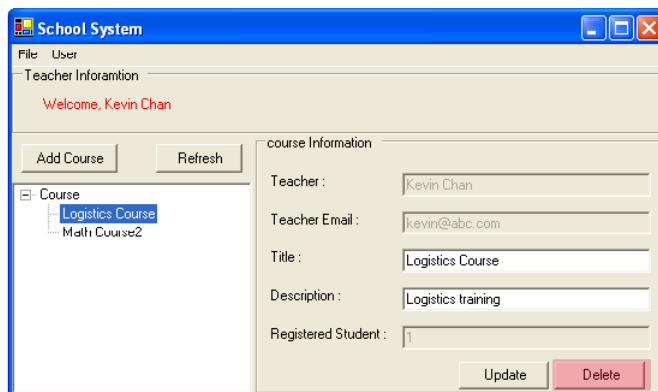 School System
File User
Teacher Inforamtion
Welcome, Kevin Chan
Add Course Refresh
Course
Logistics Course
Math Course2
course Information
Teacher : Kevin Chan
Teacher Email : kevin@abc.com
Title : Logistics Course
Description : Logistics training
Registered Student : 1
Update Delete